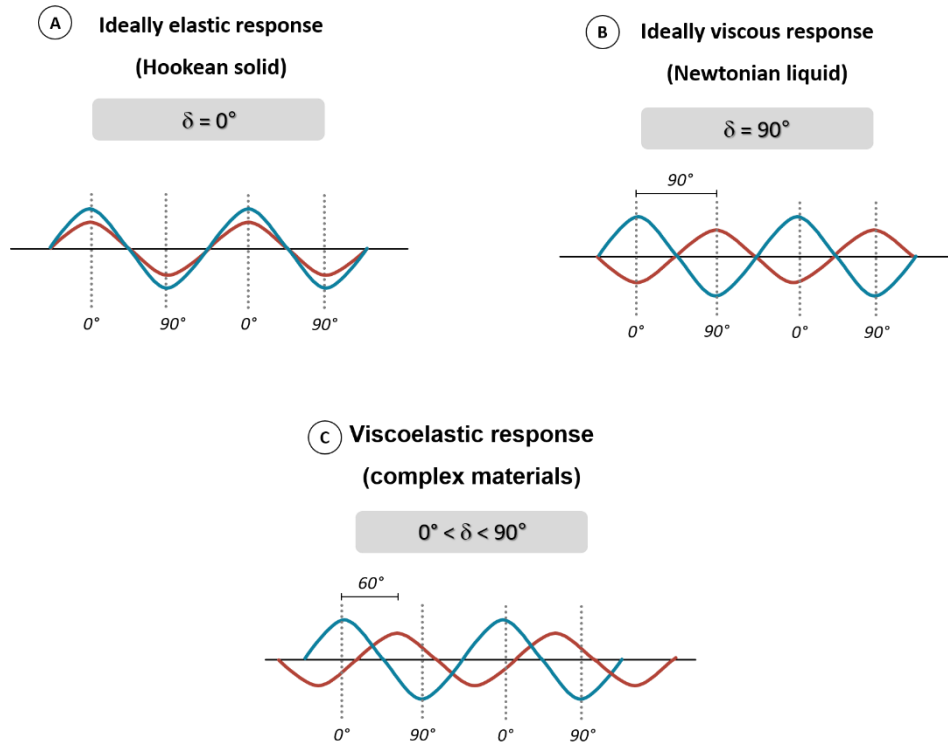 A
Ideally elastic response
(Hookean solid)
δ = 0°
0°
90°
0°
90°
B
Ideally viscous response
(Newtonian liquid)
δ = 90°
90°
0°
90°
0°
90°
C
Viscoelastic response
(complex materials)
0° < δ < 90°
60°
0°
90°
0°
90°